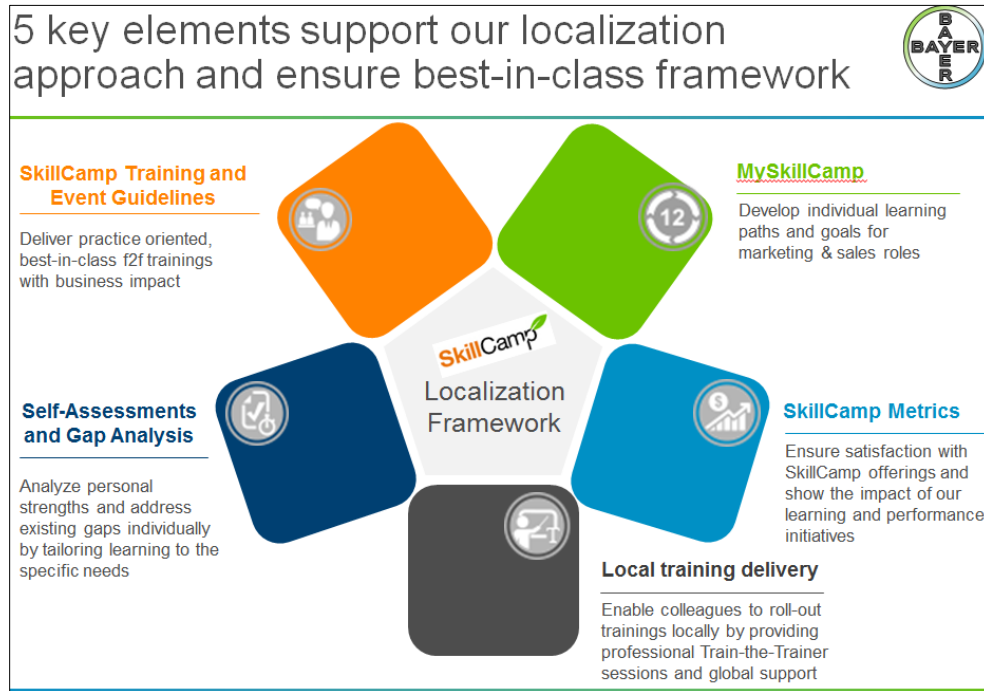 5 key elements support our localization
approach and ensure best-in-class framework
BAYER
BAYER
SkillCamp Training and
Event Guidelines
Deliver practice oriented,
best-in-class f2f trainings
with business impact
MySkillCamp
Develop individual learning
paths and goals for
marketing & sales roles
12
SkillCamp
Localization
Framework
Self-Assessments
and Gap Analysis
Analyze personal
strengths and address
existing gaps individually
by tailoring learning to the
specific needs
$
SkillCamp Metrics
Ensure satisfaction with
SkillCamp offerings and
show the impact of our
learning and performance
initiatives
Local training delivery
Enable colleagues to roll-out
trainings locally by providing
professional Train-the-Trainer
sessions and global support